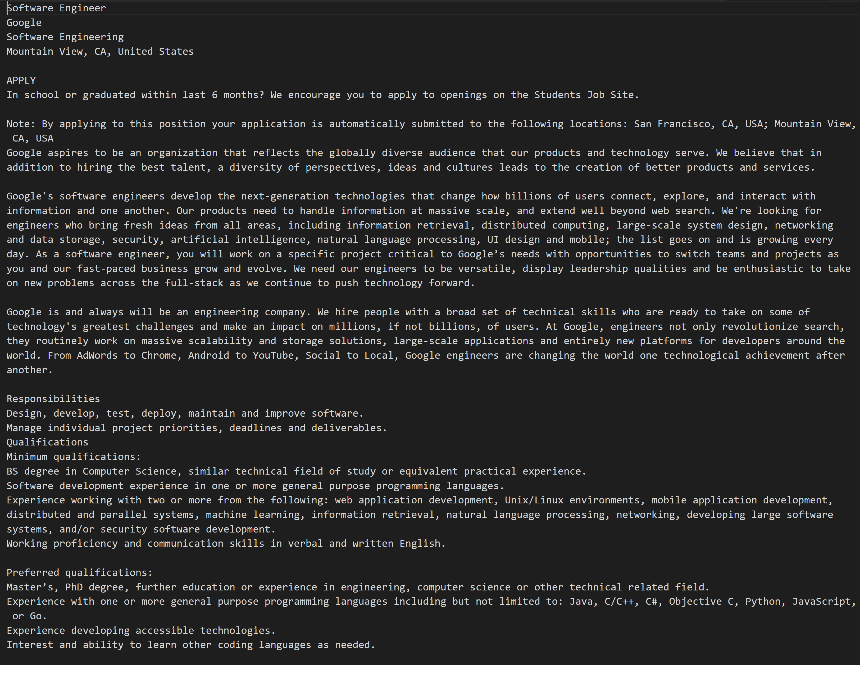 Software Engineer
Google
Software Engineering
Mountain View, CA, United States
APPLY
In school or graduated within last 6 months? We encourage you to apply to openings on the Students Job Site.
Note: By applying to this position your application is automatically submitted to the following locations: San Francisco, CA, USA; Mountain View,
CA, USA
Google aspires to be an organization that reflects the globally diverse audience that our products and technology serve. We believe that in
addition to hiring the best talent, a diversity of perspectives, ideas and cultures leads to the creation of better products and services.
Google's software engineers develop the next-generation technologies that change how billions of users connect, explore, and interact with
information and one another. Our products need to handle information at massive scale, and extend well beyond web search. We're looking for
engineers who bring fresh ideas from all areas, including information retrieval, distributed computing, large-scale system design, networking
and data storage, security, artificial intelligence, natural language processing, UI design and mobile; the list goes on and is growing every
day. As a software engineer, you will work on a specific project critical to Google's needs with opportunities to switch teams and projects as
you and our fast-paced business grow and evolve. We need our engineers to be versatile, display leadership qualities and be enthusiastic to take
on new problems across the full-stack as we continue to push technology forward.
Google is and always will be an engineering company. We hire people with a broad set of technical skills who are ready to take on some of
technology's greatest challenges and make an impact on millions, if not billions, of users. At Google, engineers not only revolutionize search,
they routinely work on massive scalability and storage solutions, large-scale applications and entirely new platforms for developers around the
world. From AdWords to Chrome, Android to YouTube, Social to Local, Google engineers are changing the world one technological achievement after
another.
Responsibilities
Design, develop, test, deploy, maintain and improve software.
Manage individual project priorities, deadlines and deliverables.
Qualifications
Minimum qualifications:
BS degree in Computer Science, similar technical field of study or equivalent practical experience.
Software development experience in one or more general purpose programming languages.
Experience working with two or more from the following: web application development, Unix/Linux environments, mobile application development,
distributed and parallel systems, machine learning, information retrieval, natural language processing, networking, developing large software
systems, and/or security software development.
Working proficiency and communication skills in verbal and written English.
Preferred qualifications:
Master's, PhD degree, further education or experience in engineering, computer science or other technical related field.
Experience with one or more general purpose programming languages including but not limited to: Java, C/C++, C#, Objective C, Python, JavaScript,
or Go.
Experience developing accessible technologies.
Interest and ability to learn other coding languages as needed.